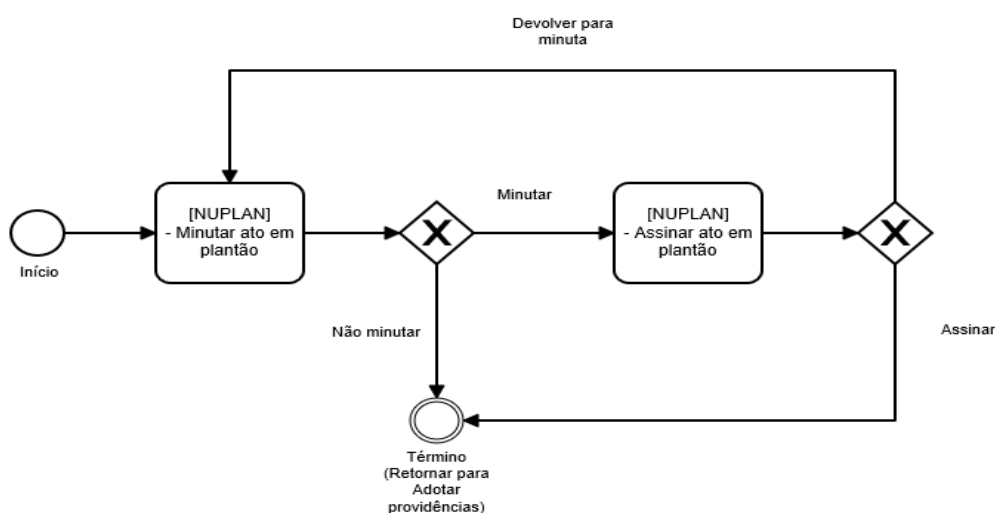 Devolver para
minuta
[NUPLAN]
- Minutar ato em
plantão
Minutar
[NUPLAN]
- Assinar ato em
plantão
Início
Não minutar
Assinar
Término
(Retornar para
Adotar
providências)